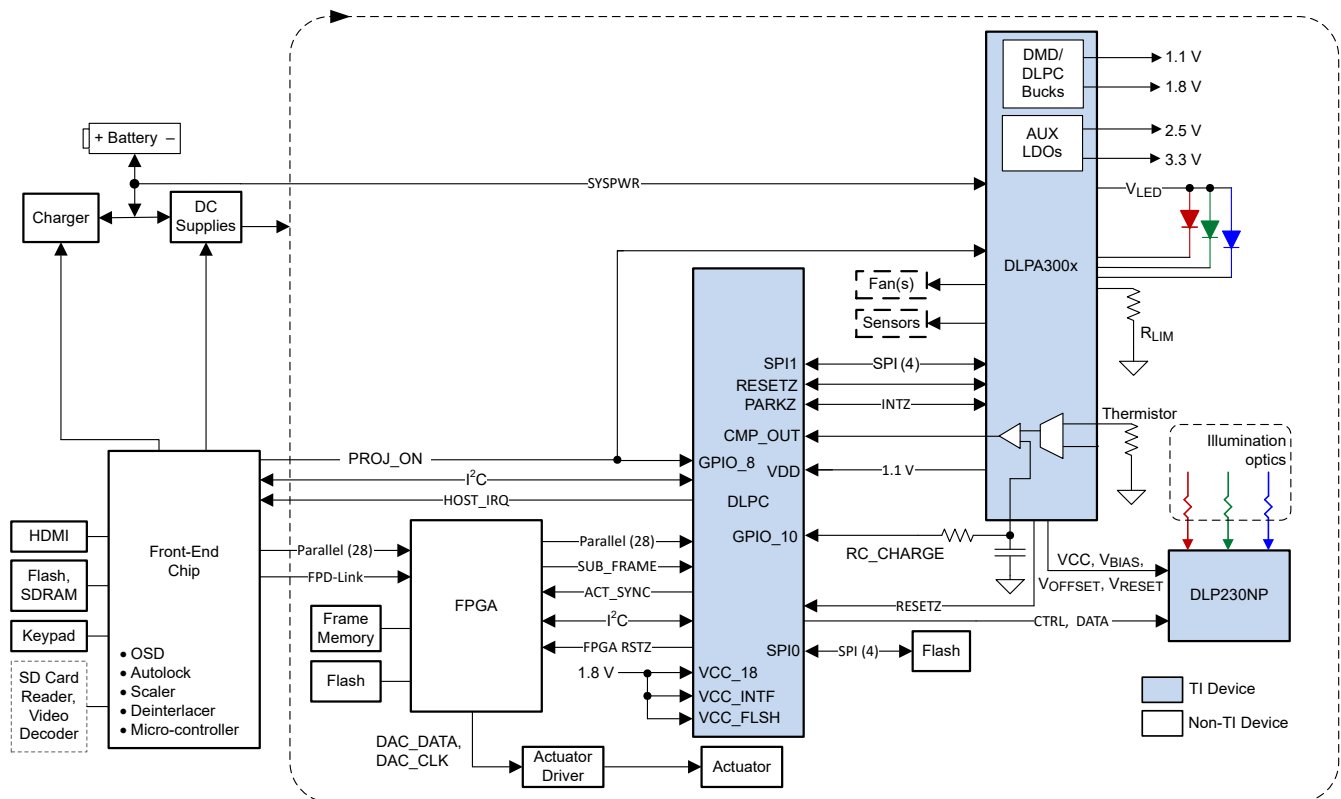 DMD/
DLPC
Bucks
1.1 V
1.8 V
AUX
LDOs
2.5 V
3.3 V
+ Battery –
SYSPWR
VLED
Charger
DC
Supplies
DLPA300x
Fan(s)
Sensors
RLIM
SPI1
SPI (4)
RESETZ
PARKZ
INTZ
Thermistor
CMP_OUT
Illumination
optics
PROJ_ON
GPIO_8
VDD
1.1 V
I2C
HOST_IRQ
DLPC
HDMI
Front-End
Chip
Parallel (28)
Parallel (28)
GPIO_10
RC_CHARGE
VCC, VBIAS,
VOFFSET, VRESET
Flash,
SDRAM
FPD-Link
SUB_FRAME
DLP230NP
ACT_SYNC
RESETZ
FPGA
Keypad
Frame
Memory
I2C
CTRL, DATA
FPGA RSTZ
SPI0
SPI (4)
Flash
• OSD
• Autolock
• Scaler
• Deinterlacer
• Micro-controller
SD Card
Reader,
Video
Decoder
Flash
1.8 V
VCC_18
VCC_INTF
VCC_FLSH
TI Device
Non-TI Device
DAC_DATA,
DAC_CLK
Actuator
Driver
Actuator